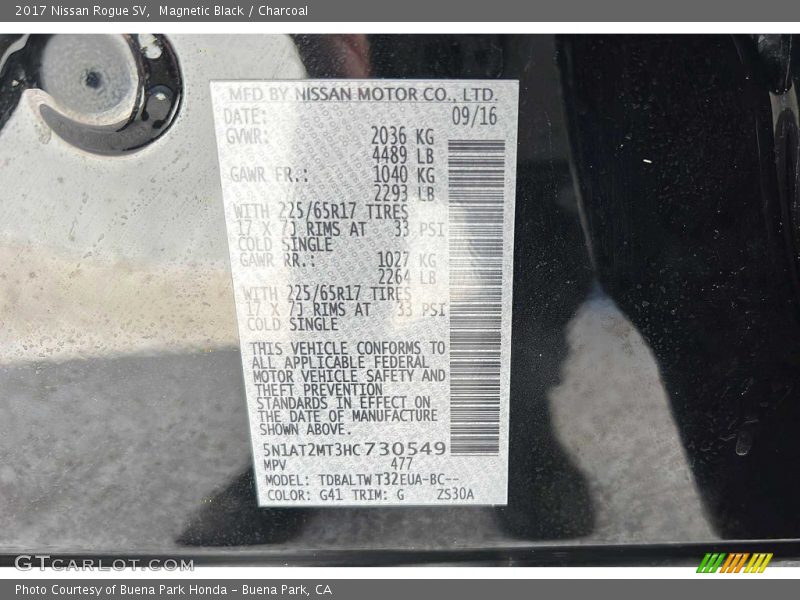 2017 Nissan Rogue SV,  Magnetic Black / Charcoal
MFD BY NISSAN MOTOR CO., LTD.
DATE: 09/16
GVWR: 2036 KG
4489 LB
GAWR FR.: 1040 KG
2293 LB
WITH 225/65R17 TIRES
17 X 7J RIMS AT 33 PSI
COLD SINGLE
GAWR RR.: 1027 KG
2264 LB
WITH 225/65R17 TIRES
17 X 7J RIMS AT 33 PSI
COLD SINGLE
THIS VEHICLE CONFORMS TO
ALL APPLICABLE FEDERAL
MOTOR VEHICLE SAFETY AND
THEFT PREVENTION
STANDARDS IN EFFECT ON
THE DATE OF MANUFACTURE
SHOWN ABOVE.
5N1AT2MT3HC730549
MPV 477
MODEL: TDBALTWT32EUA-BC--
COLOR: G41 TRIM: G ZS30A
GTCARLOT.COM
Photo Courtesy of Buena Park Honda - Buena Park, CA